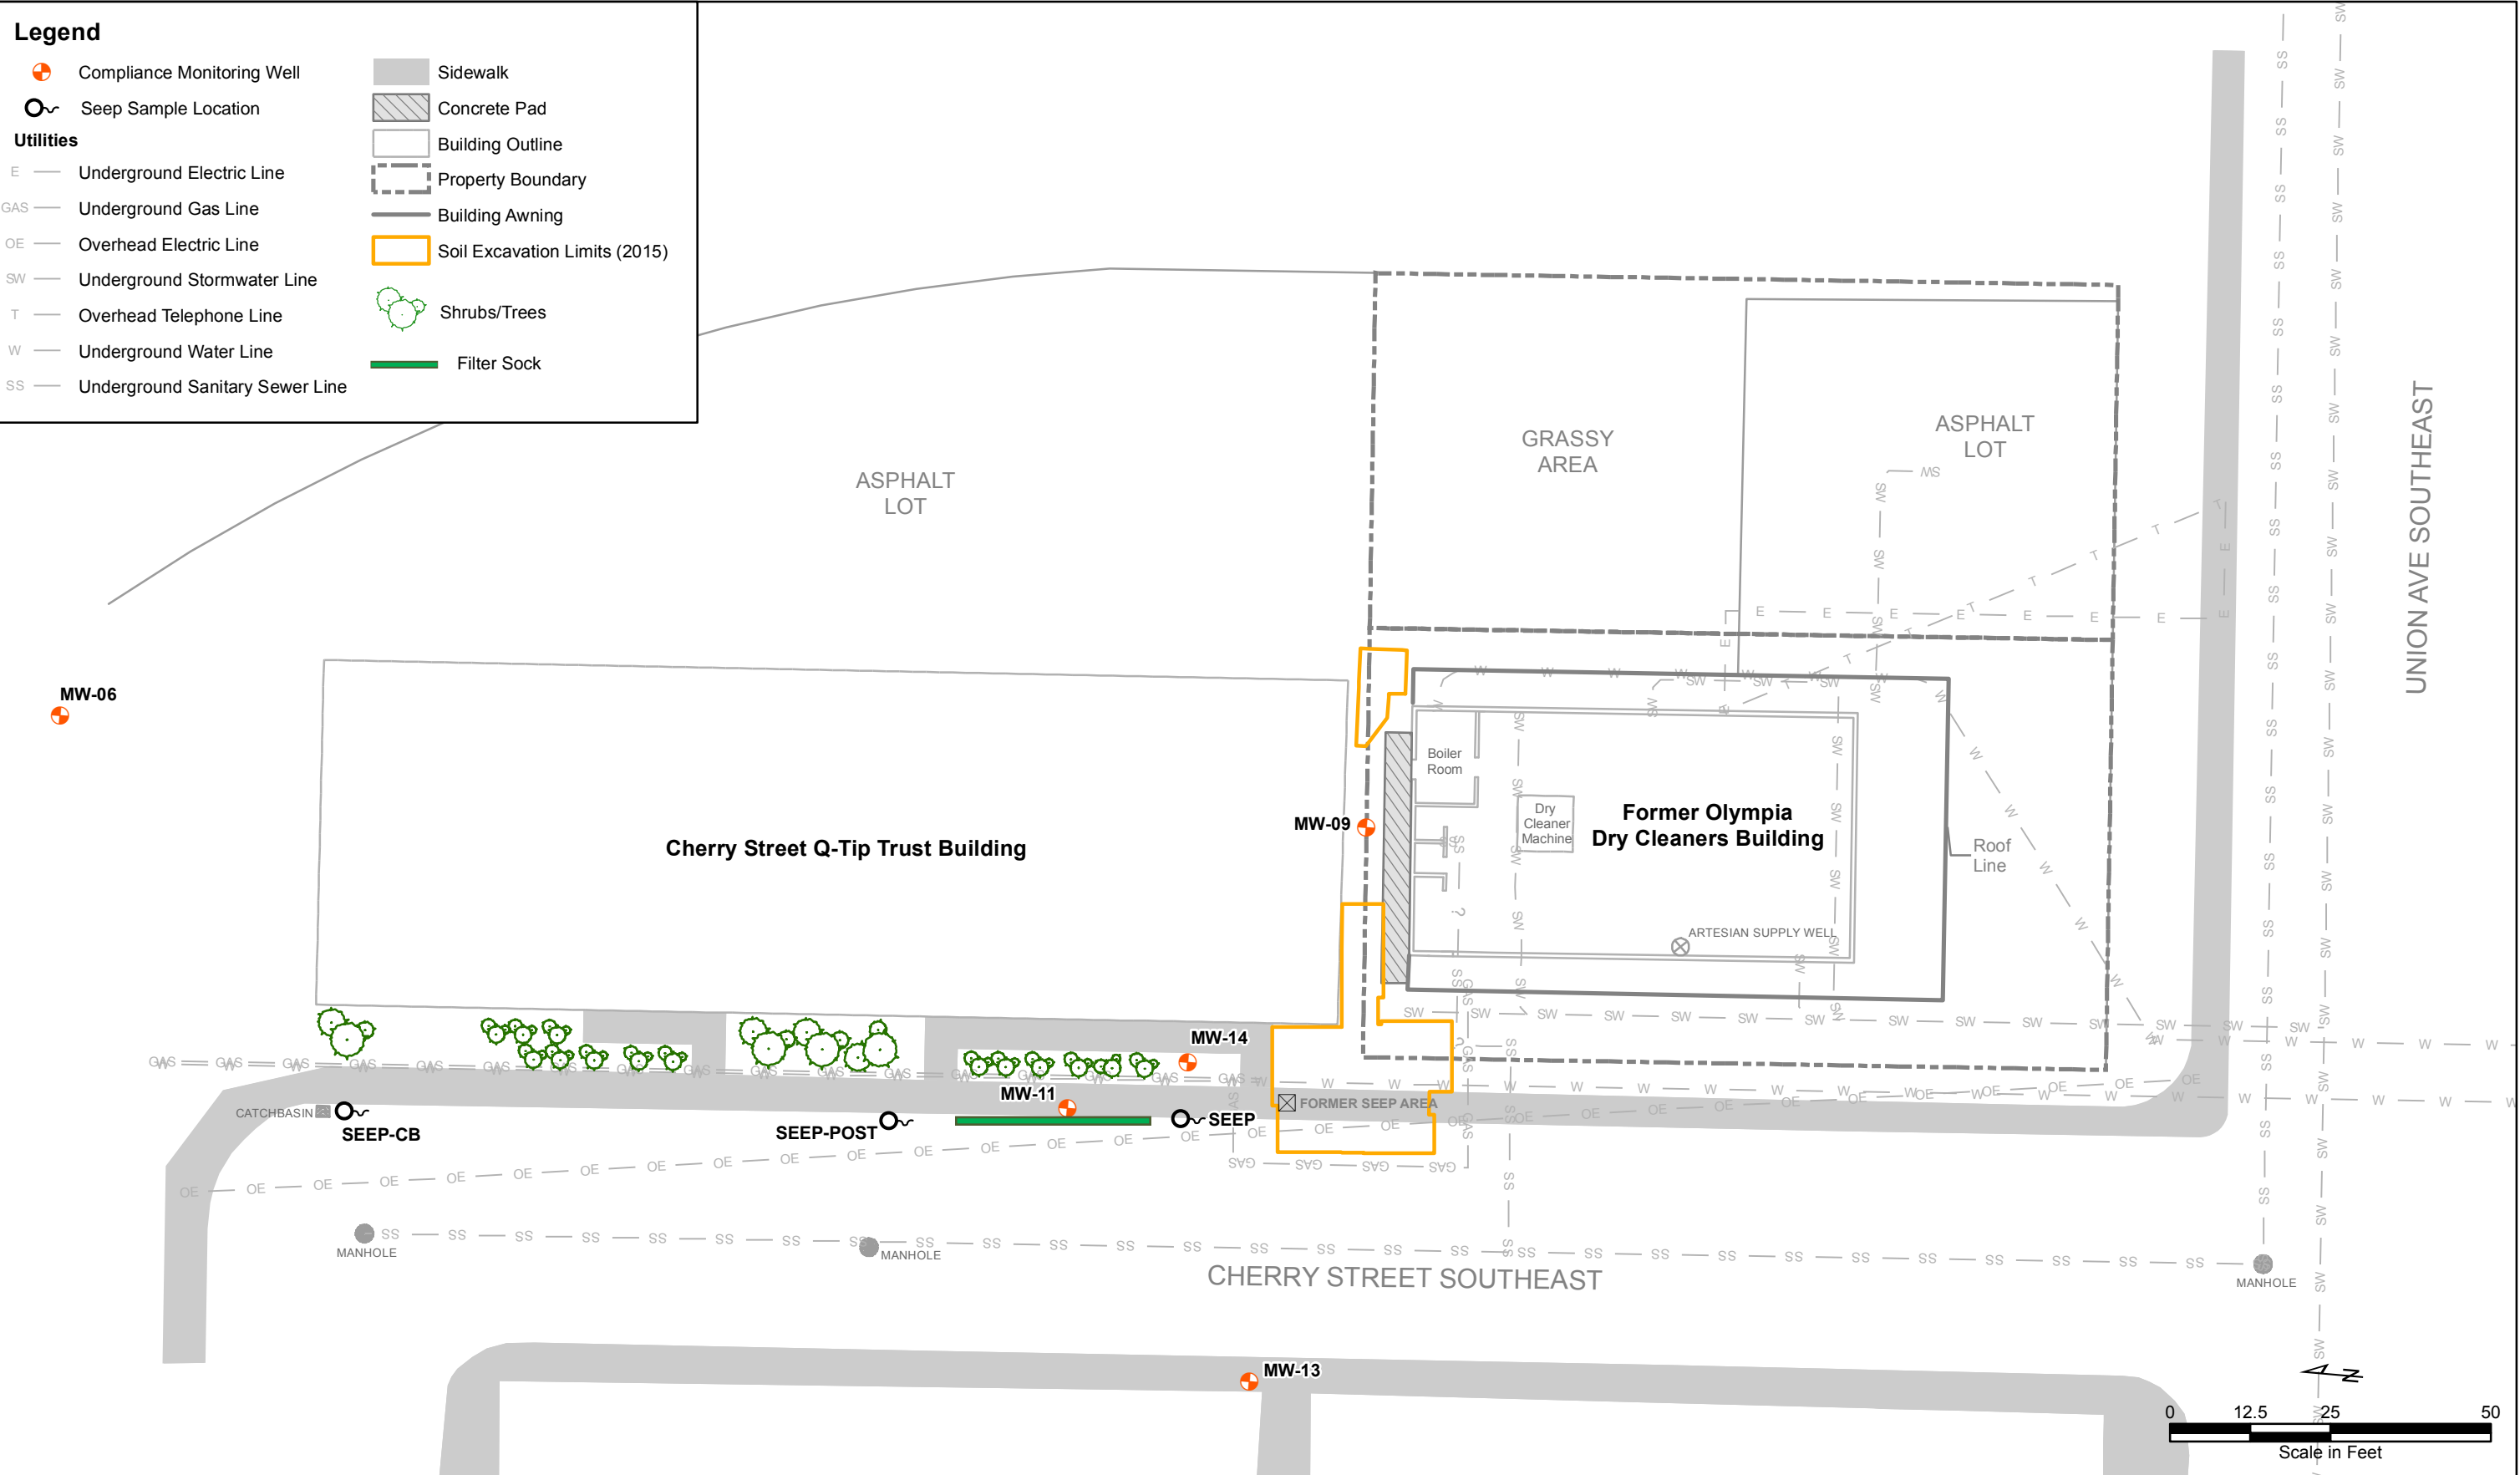 Legend
Compliance Monitoring Well
Seep Sample Location
Utilities
E Underground Electric Line
GAS Underground Gas Line
OE Overhead Electric Line
SW Underground Stormwater Line
T Overhead Telephone Line
W Underground Water Line
SS Underground Sanitary Sewer Line
Sidewalk
Concrete Pad
Building Outline
Property Boundary
Building Awning
Soil Excavation Limits (2015)
Shrubs/Trees
Filter Sock
ASPHALT
LOT
GRASSY
AREA
ASPHALT
LOT
UNION AVE SOUTHEAST
MW-06
MW-09
Boiler
Room
Dry
Cleaner
Machine
Former Olympia
Dry Cleaners Building
Roof
Line
Cherry Street Q-Tip Trust Building
ARTESIAN SUPPLY WELL
MW-14
MW-11
CATCHBASIN
SEEP-CB
SEEP-POST
SEEP
FORMER SEEP AREA
MANHOLE
MANHOLE
MANHOLE
CHERRY STREET SOUTHEAST
MW-13
N
0 12.5 25 50
Scale in Feet